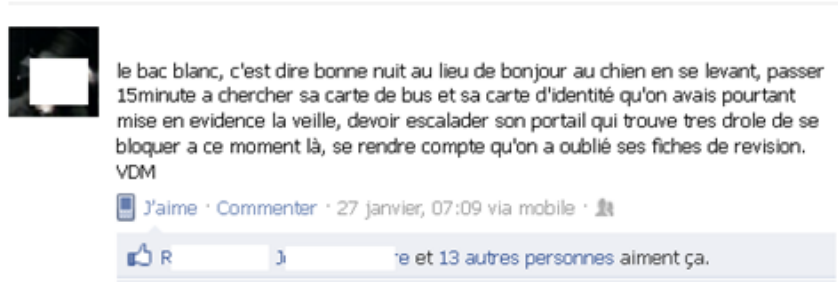 le bac blanc, c'est dire bonne nuit au lieu de bonjour au chien en se levant, passer
15minute a chercher sa carte de bus et sa carte d'identité qu'on avais pourtant
mise en evidence la veille, devoir escalader son portail qui trouve tres drole de se
bloquer a ce moment là, se rendre compte qu'on a oublié ses fiches de revision.
VDM
J'aime · Commenter · 27 janvier, 07:09 via mobile ·
R J re et 13 autres personnes aiment ça.